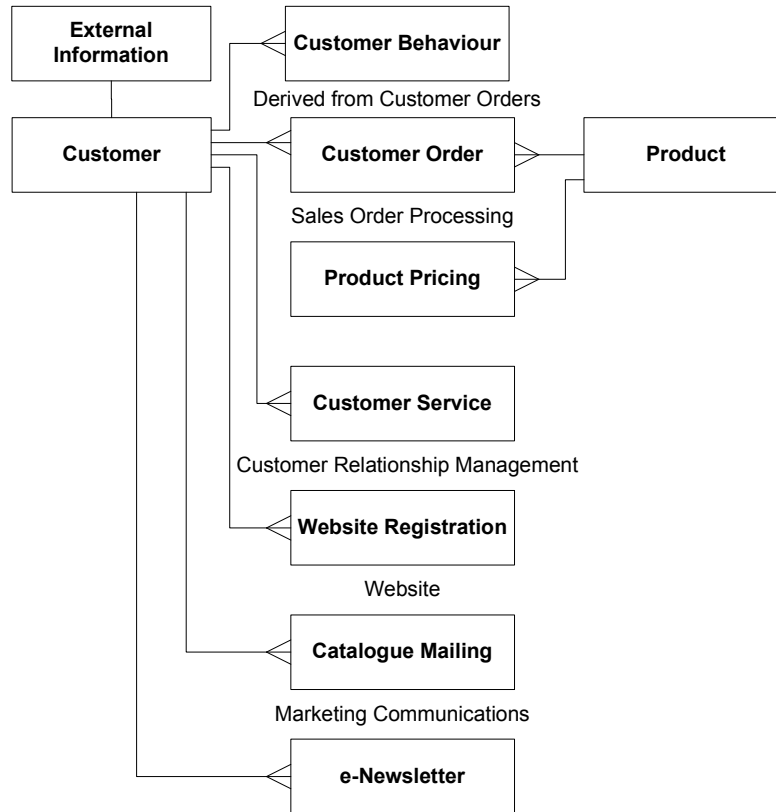 External
Information
Customer Behaviour
Derived from Customer Orders
Customer
Customer Order
Product
Sales Order Processing
Product Pricing
Customer Service
Customer Relationship Management
Website Registration
Website
Catalogue Mailing
Marketing Communications
e-Newsletter